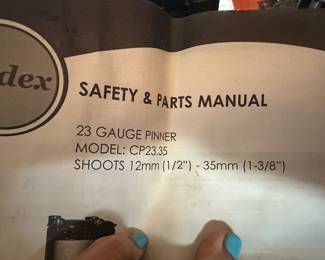 dex
SAFETY & PARTS MANUAL
23 GAUGE PINNER
MODEL: CP23.35
SHOOTS 12mm (1/2”) - 35mm (1-3/8”)